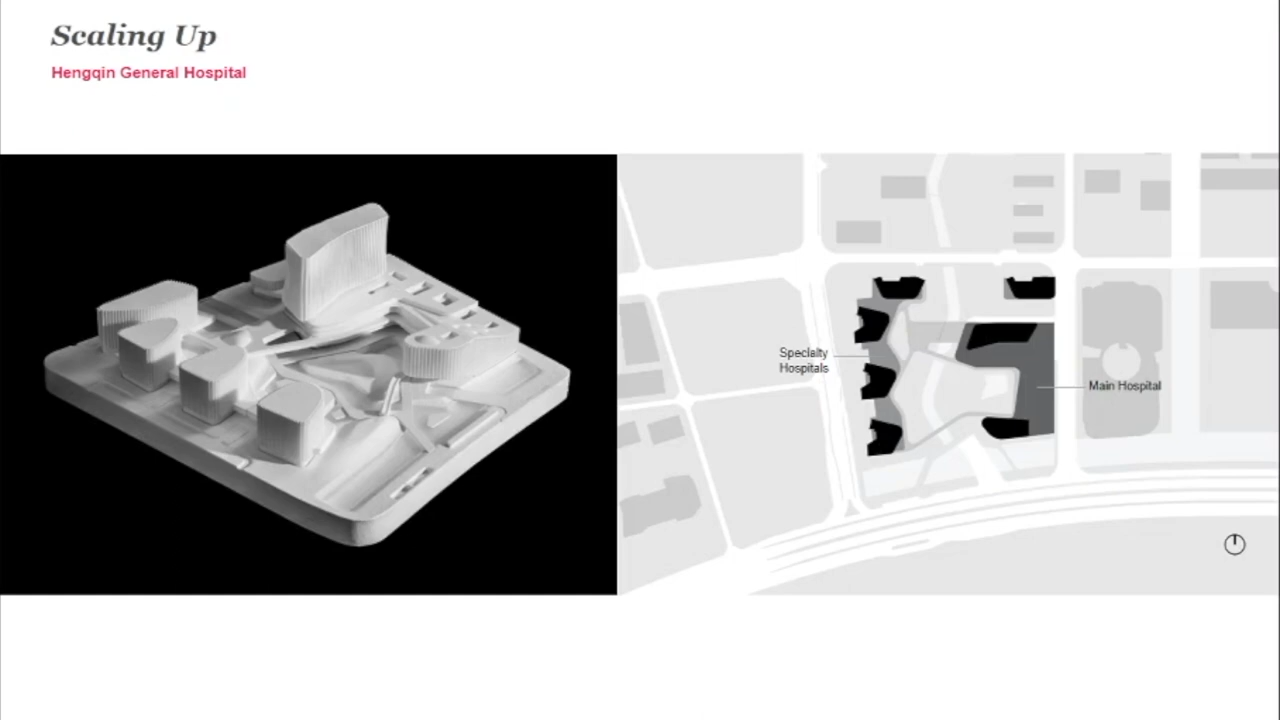 Scaling Up
Hengqin General Hospital
Specialty
Hospitals
Main Hospital